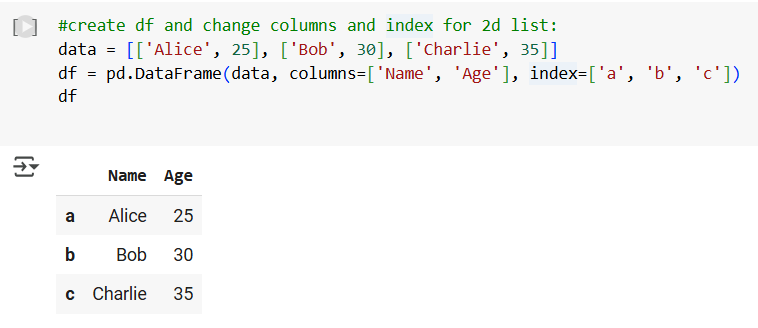 #create df and change columns and index for 2d list:
data = [['Alice', 25], ['Bob', 30], ['Charlie', 35]]
df = pd.DataFrame(data, columns=['Name', 'Age'], index=['a', 'b', 'c'])
df
Name Age
a Alice 25
b Bob 30
c Charlie 35